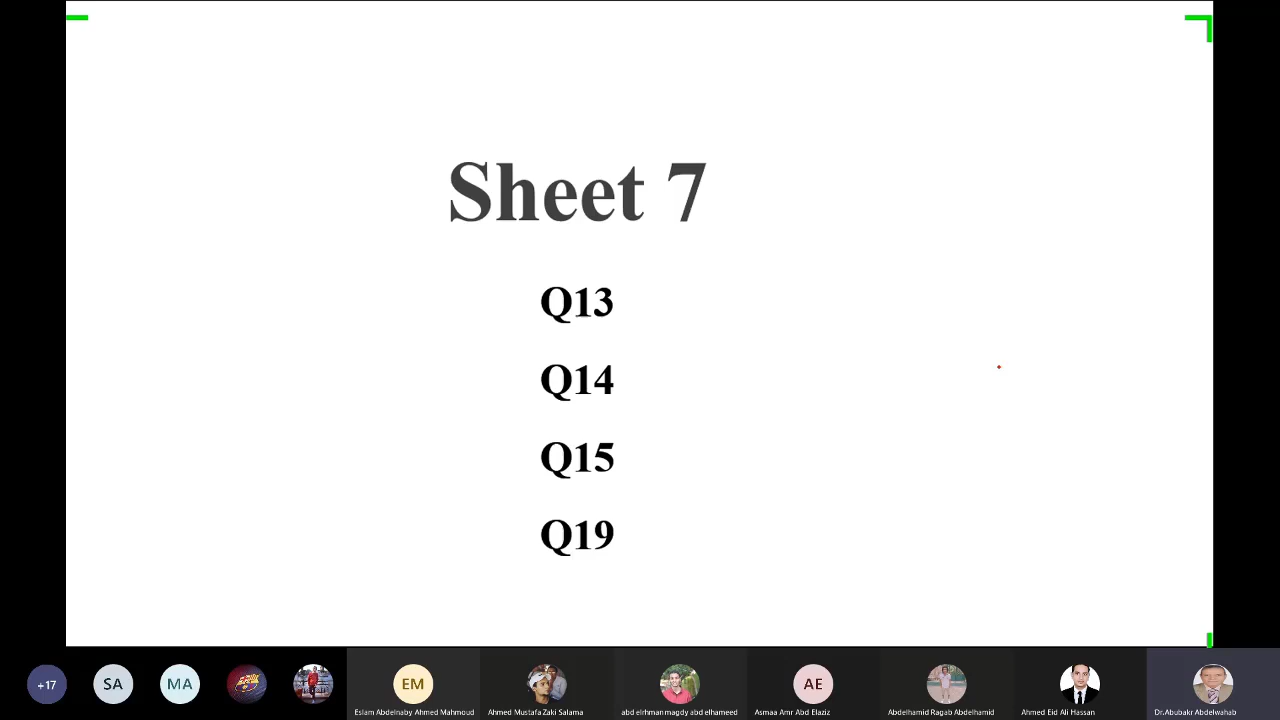 Sheet 7
Q13
Q14
Q15
Q19
+17
SA
MA
EM
AE
Eslam Abdelnaby Ahmed Mahmoud
Ahmed Mustafa Zaki Salama
abd elrhman magdy abd elhameed
Asmaa Amr Abd Elaziz
Abdelhamid Ragab Abdelhamid
Ahmed Eid Ali Hassan
Dr.Abubakr Abdelwahab